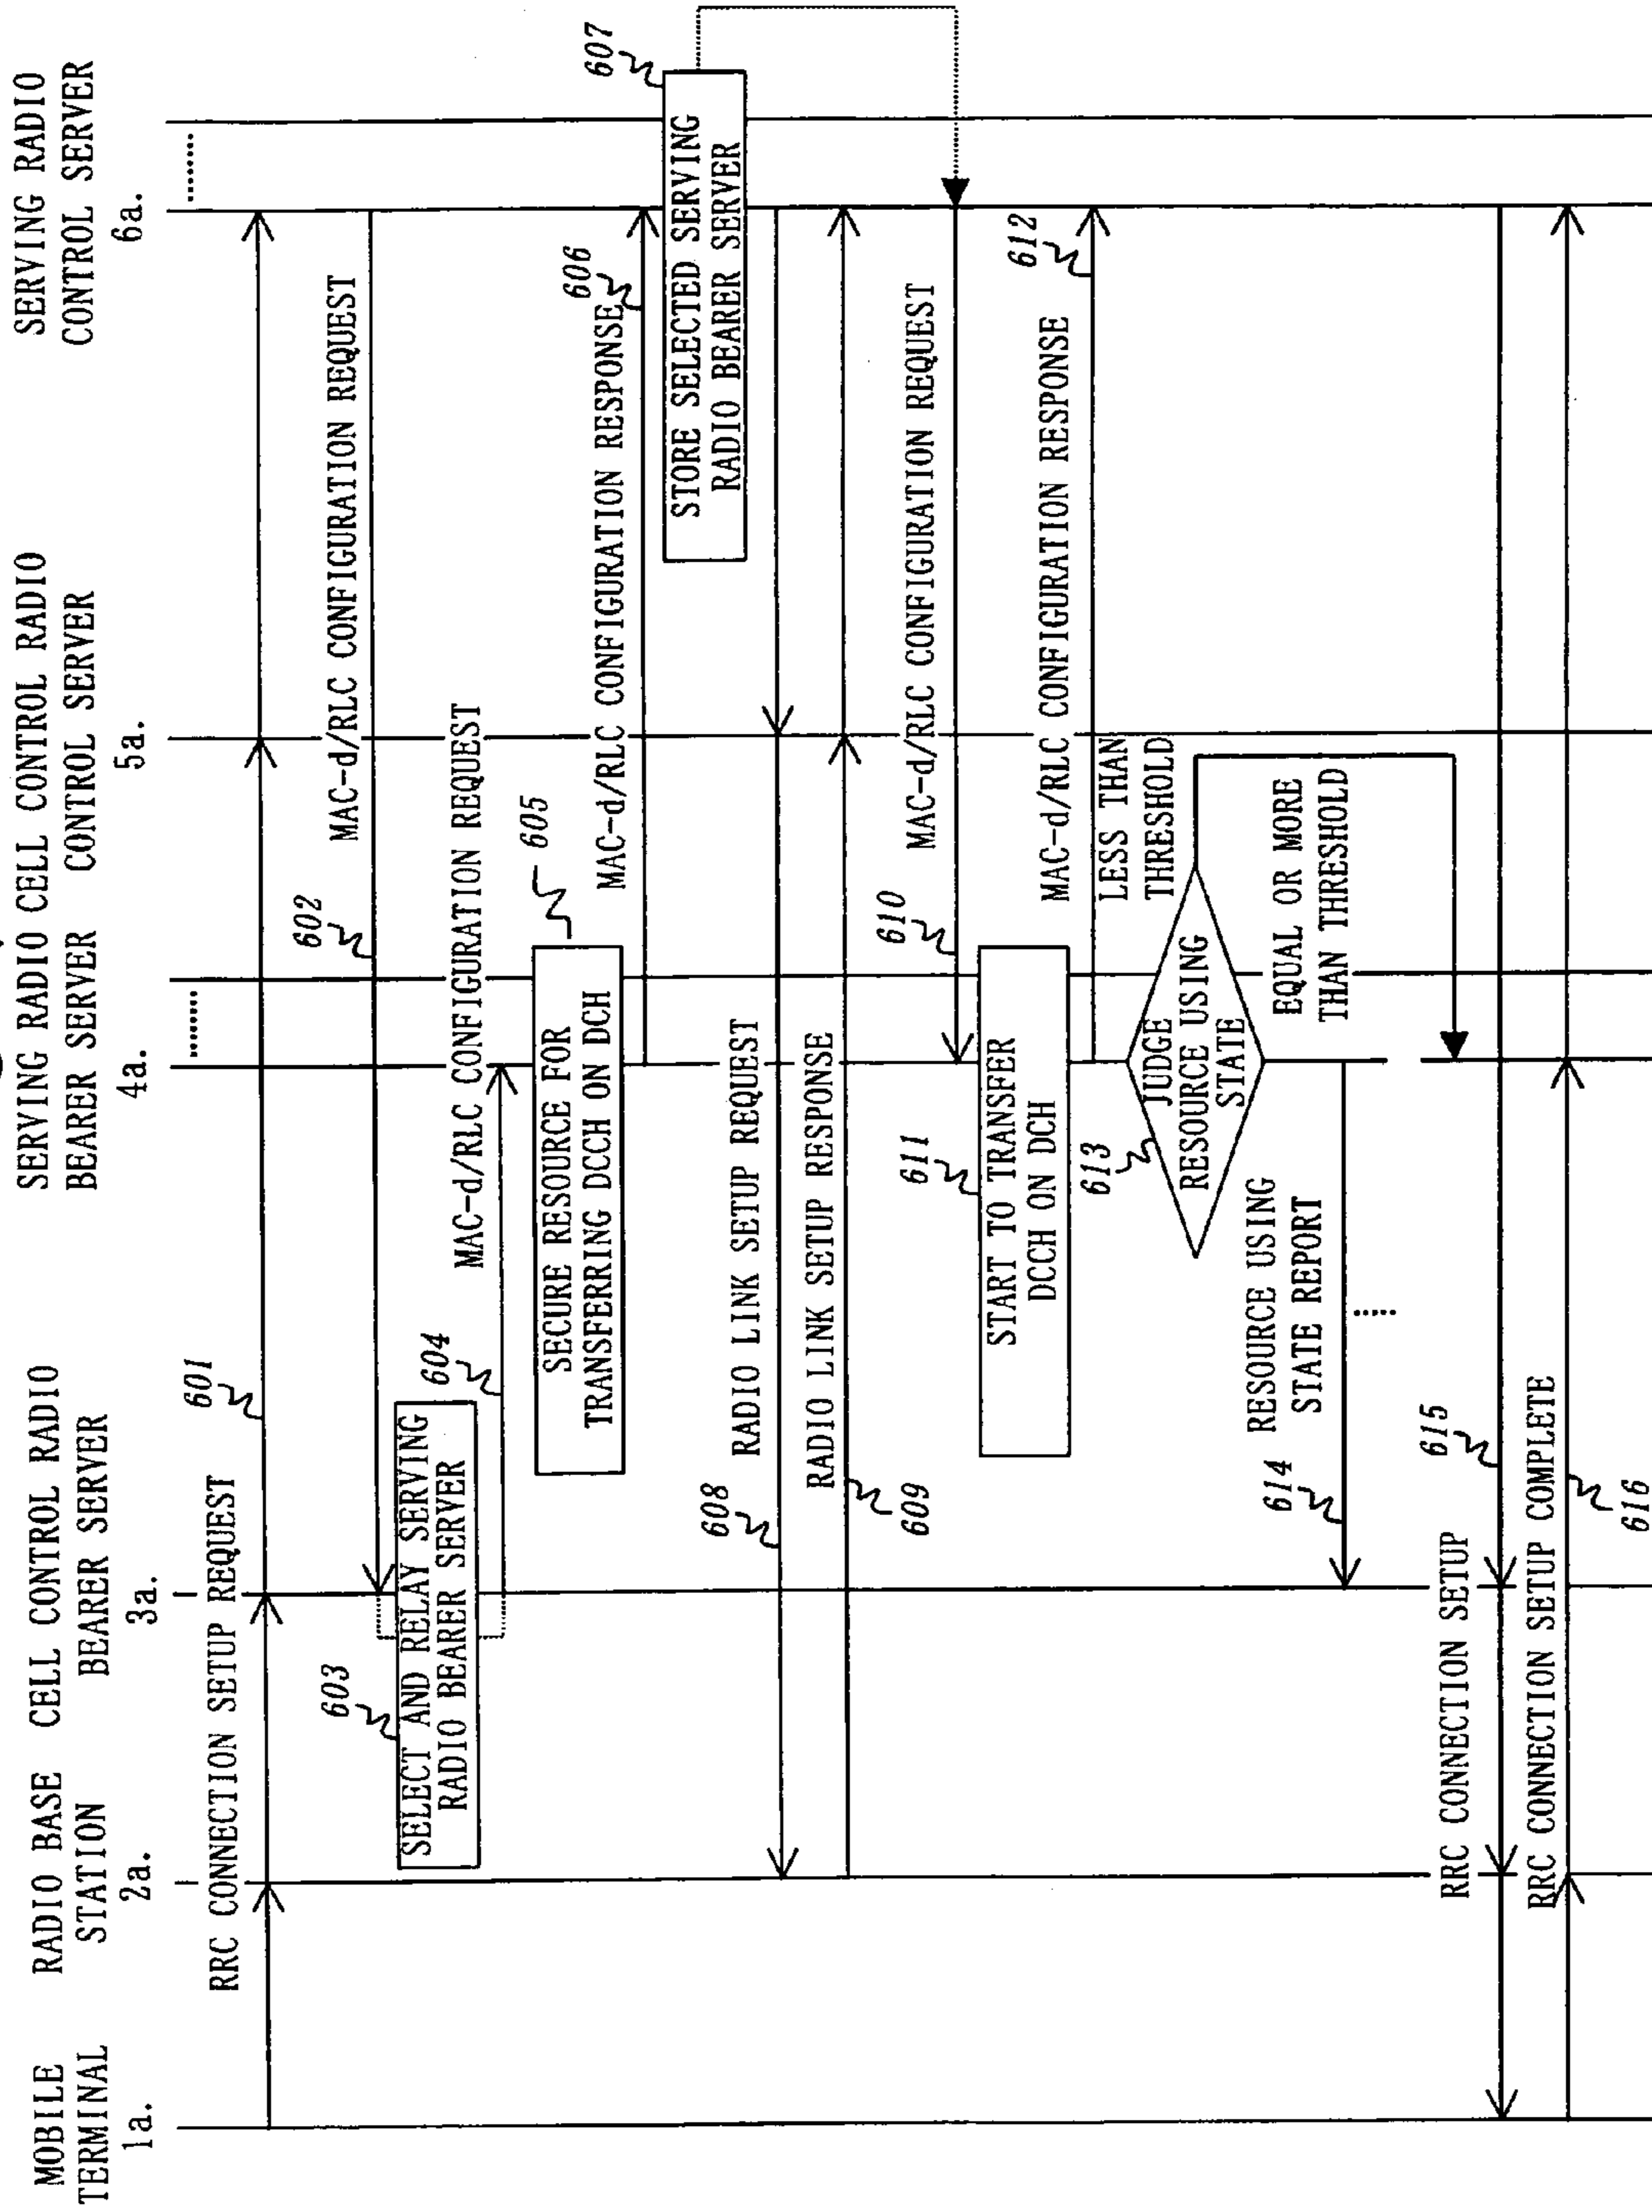 MOBILE
TERMINAL
1a.
RADIO BASE
STATION
2a.
CELL CONTROL RADIO
BEARER SERVER
3a.
SERVING RADIO
BEARER SERVER
4a.
CELL CONTROL RADIO
CONTROL SERVER
5a.
SERVING RADIO
CONTROL SERVER
6a.
RRC CONNECTION SETUP REQUEST
601
MAC-d/RLC CONFIGURATION REQUEST
602
603
SELECT AND RELAY SERVING
RADIO BEARER SERVER
604
MAC-d/RLC CONFIGURATION REQUEST
605
SECURE RESOURCE FOR
TRANSFERRING DCCH ON DCH
MAC-d/RLC CONFIGURATION RESPONSE
606
607
STORE SELECTED SERVING
RADIO BEARER SERVER
608
RADIO LINK SETUP REQUEST
RADIO LINK SETUP RESPONSE
609
610
MAC-d/RLC CONFIGURATION REQUEST
611
START TO TRANSFER
DCCH ON DCH
MAC-d/RLC CONFIGURATION RESPONSE
612
613
JUDGE
RESOURCE USING
STATE
LESS THAN
THRESHOLD
EQUAL OR MORE
THAN THRESHOLD
614
RESOURCE USING
STATE REPORT
RRC CONNECTION SETUP
615
RRC CONNECTION SETUP COMPLETE
616